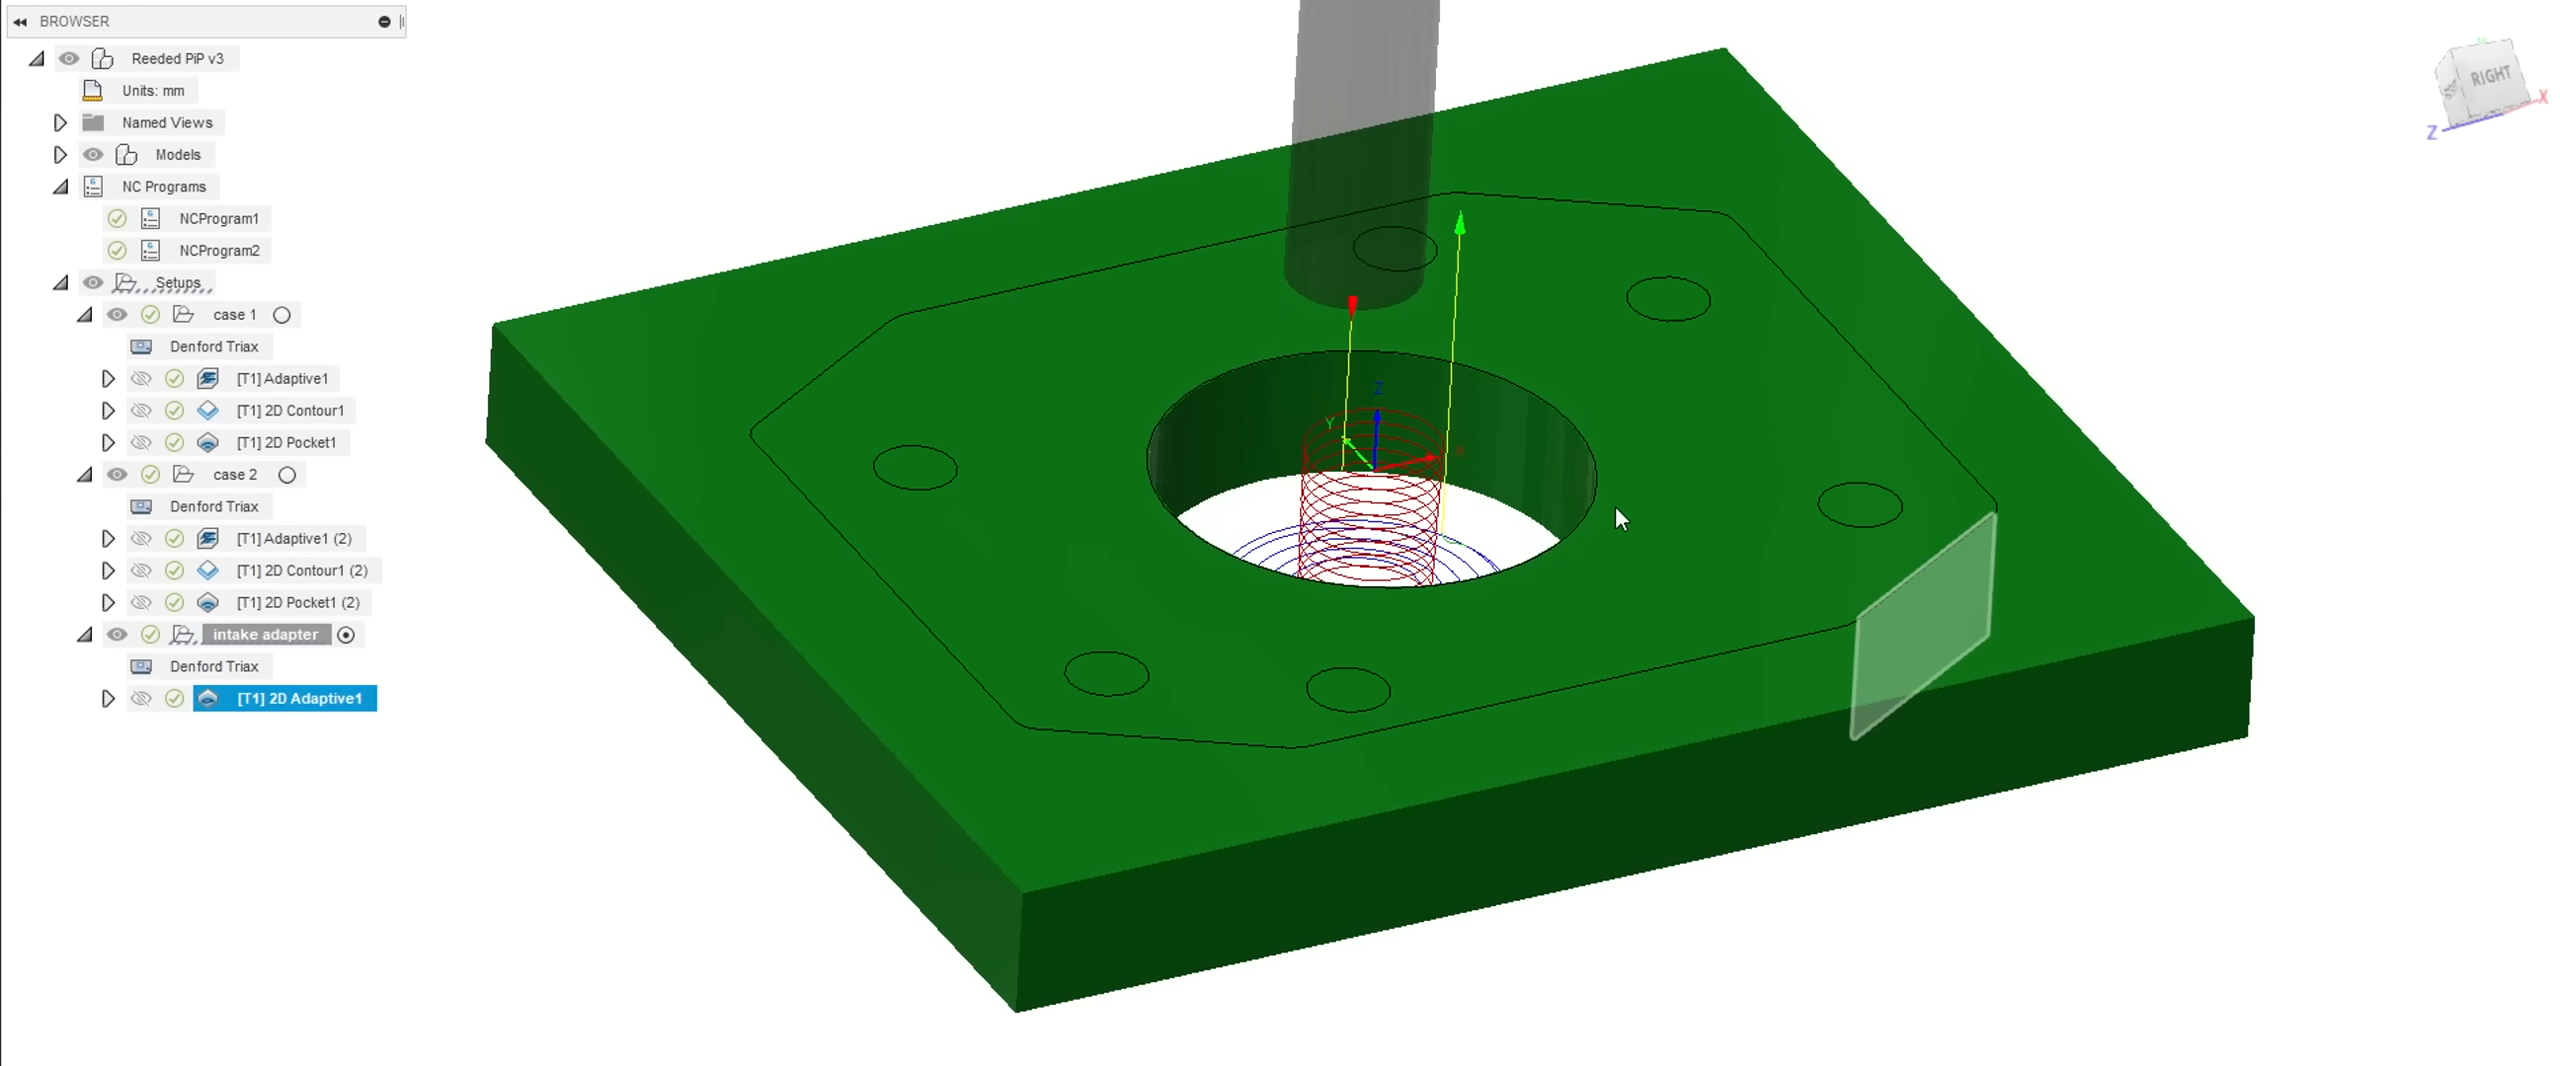 BROWSER
Reeded PiP v3
Units: mm
Named Views
Models
NC Programs
NCProgram1
NCProgram2
Setups
case 1
Denford Triax
[T1] Adaptive1
[T1] 2D Contour1
[T1] 2D Pocket1
case 2
Denford Triax
[T1] Adaptive1 (2)
[T1] 2D Contour1 (2)
[T1] 2D Pocket1 (2)
intake adapter
Denford Triax
[T1] 2D Adaptive1
Z
Y
X
RIGHT
X
Z